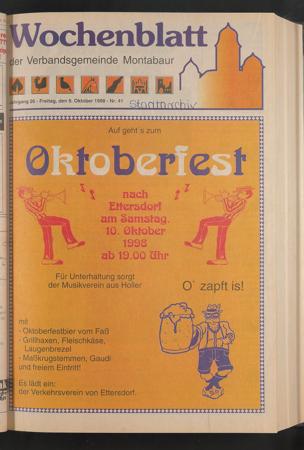 Wochenblatt
der Verbandsgemeinde Montabaur
Jahrgang 26 - Freitag, den 9. Oktober 1998 - Nr. 41
Stadtarchiv
Auf geht's zum
Oktoberfest
nach
Ettersdorf
am Samstag,
10. Oktober
1998
ab 19.00 Uhr
Für Unterhaltung sorgt
der Musikverein aus Holler
O` zapft is!
mit
- Oktoberfestbier vom Faß
- Grillhaxen, Fleischkäse,
Laugenbrezel
- Maßkrugstemmen, Gaudi
und freiem Eintritt!
Es lädt ein:
der Verkehrsverein von Ettersdorf.